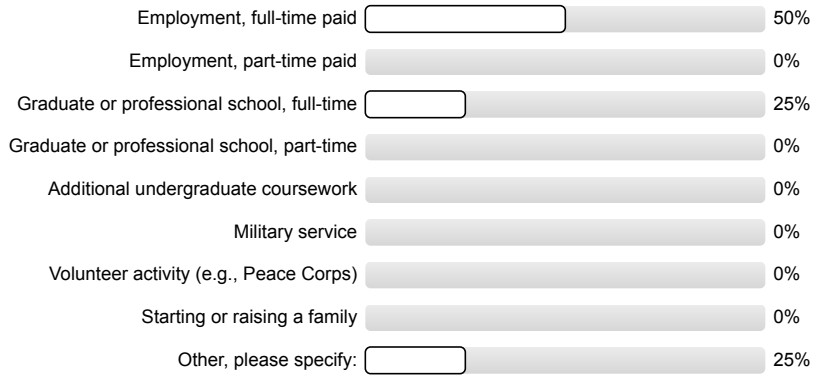 Employment, full-time paid 50%
Employment, part-time paid 0%
Graduate or professional school, full-time 25%
Graduate or professional school, part-time 0%
Additional undergraduate coursework 0%
Military service 0%
Volunteer activity (e.g., Peace Corps) 0%
Starting or raising a family 0%
Other, please specify: 25%